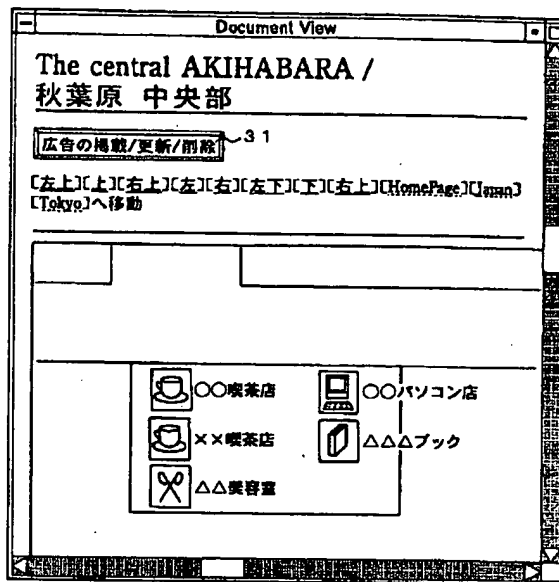 Document View
The central AKIHABARA /
秋葉原 中央部
広告の掲載/更新/削除 31
[左上][上][右上][左][右][左下][下][右上][HomePage][Japan]
[Tokyo]へ移動
○○喫茶店 ○○パソコン店
××喫茶店 △△△ブック
△△美容室